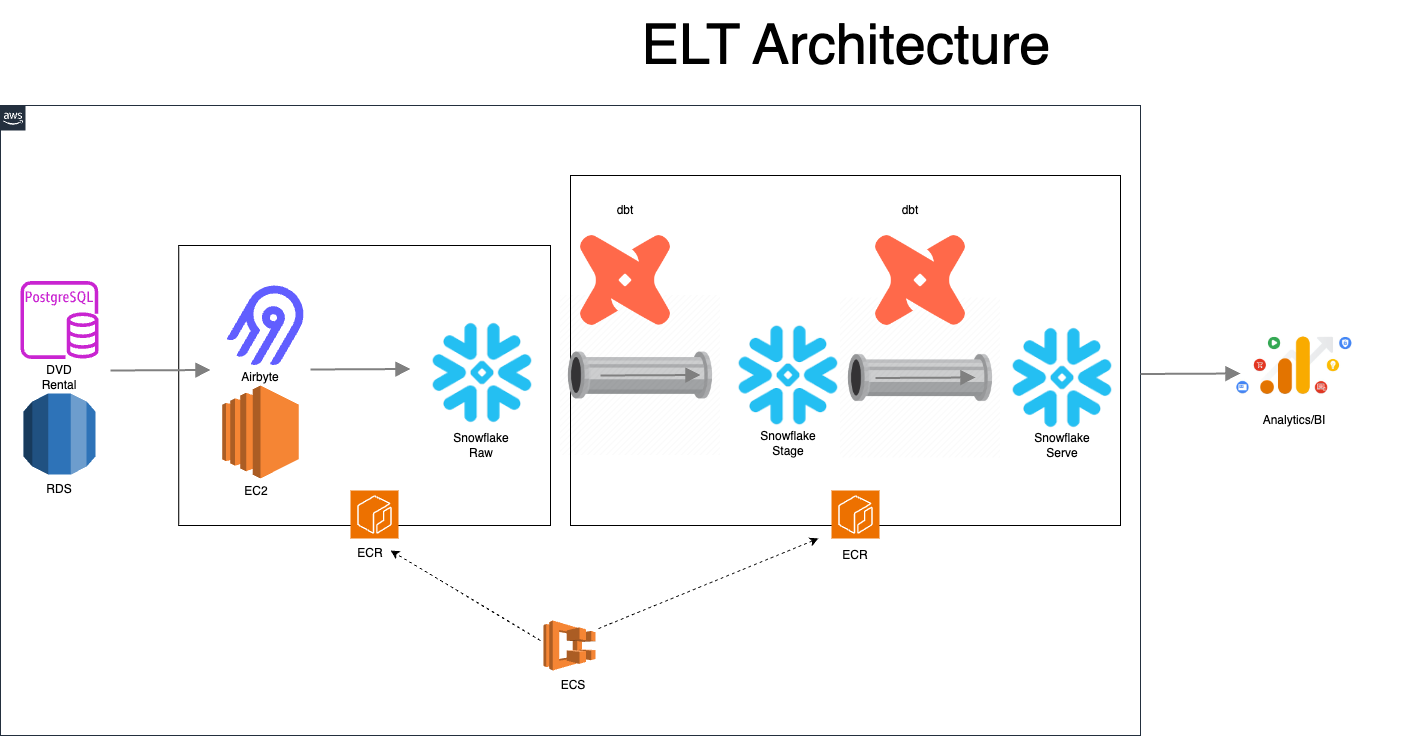 ELT Architecture
aws
dbt
dbt
PostgreSQL
DVD
Rental
RDS
Airbyte
EC2
Snowflake
Raw
Snowflake
Stage
Snowflake
Serve
Analytics/BI
ECR
ECR
ECS